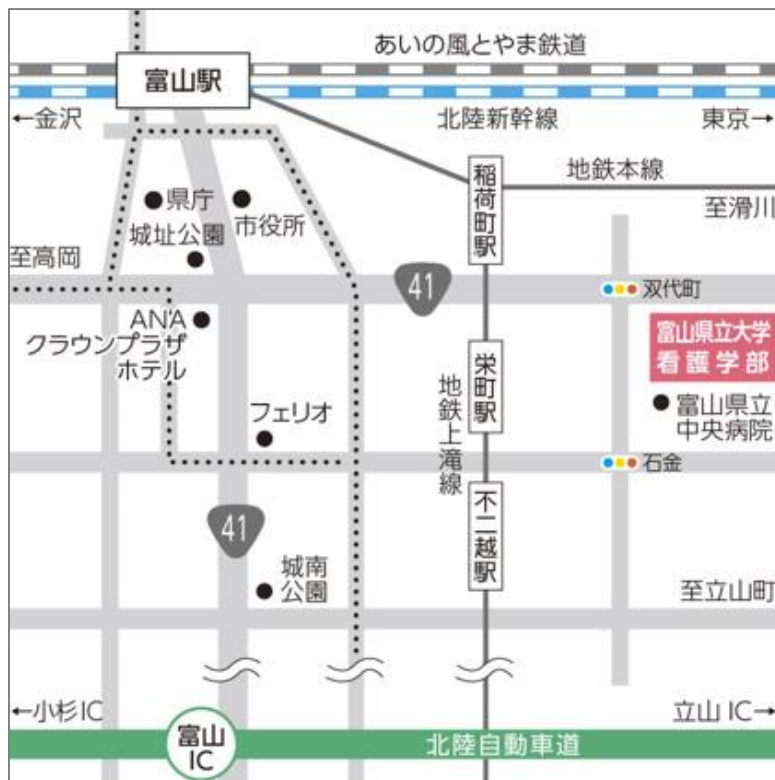 あいの風とやま鉄道
富山駅
←金沢
北陸新幹線
東京→
地鉄本線
稲荷町駅
至滑川
県庁
市役所
城址公園
至高岡
41
双代町
ANA
クラウンプラザ
ホテル
富山県立大学
看護学部
栄町駅
地鉄上滝線
富山県立
中央病院
フェリオ
石金
不二越駅
41
城南
公園
至立山町
←小杉IC
立山 IC→
富山
IC
北陸自動車道